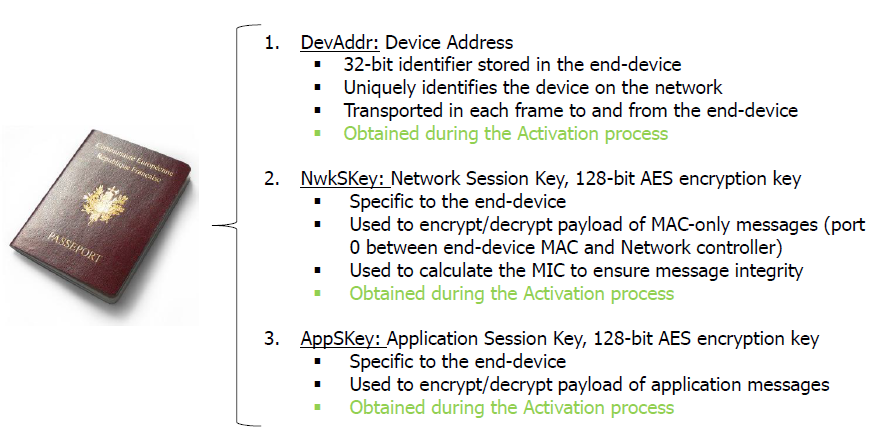 1. DevAddr: Device Address
▪ 32-bit identifier stored in the end-device
▪ Uniquely identifies the device on the network
▪ Transported in each frame to and from the end-device
▪ Obtained during the Activation process
2. NwkSKey: Network Session Key, 128-bit AES encryption key
▪ Specific to the end-device
▪ Used to encrypt/decrypt payload of MAC-only messages (port
0 between end-device MAC and Network controller)
▪ Used to calculate the MIC to ensure message integrity
▪ Obtained during the Activation process
3. AppSKey: Application Session Key, 128-bit AES encryption key
▪ Specific to the end-device
▪ Used to encrypt/decrypt payload of application messages
▪ Obtained during the Activation process
Communauté Européenne
République Française
PASSEPORT